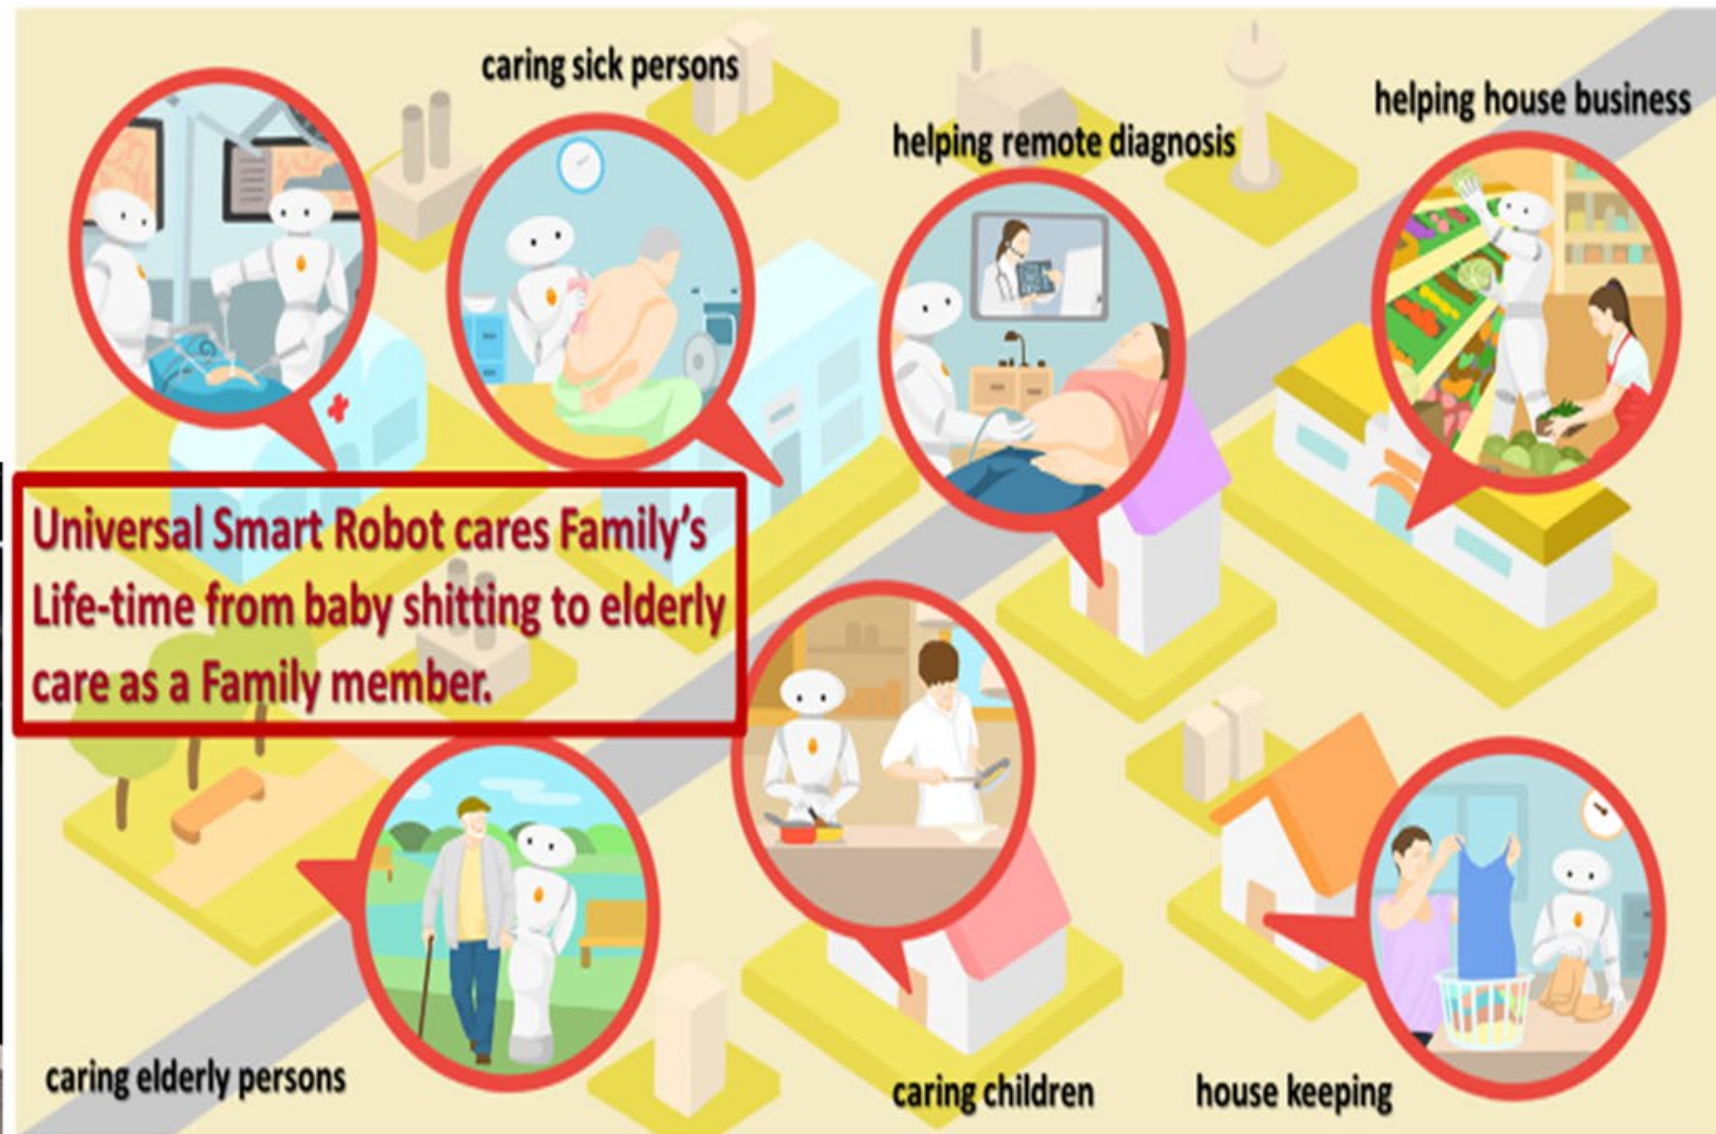 caring sick persons
helping remote diagnosis
helping house business
Universal Smart Robot cares Family's
Life-time from baby shitting to elderly
care as a Family member.
caring elderly persons
caring children
house keeping